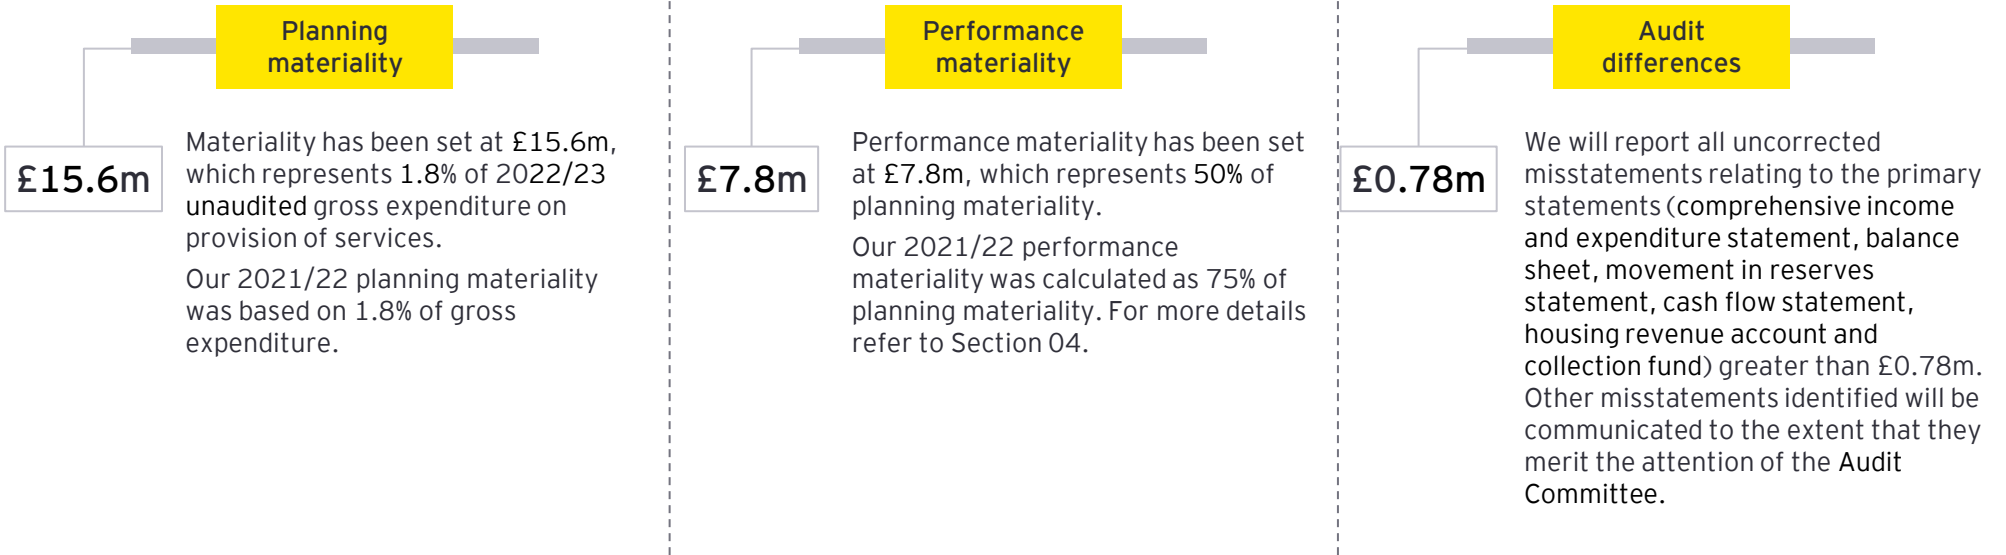 Planning
materiality
£15.6m
Materiality has been set at £15.6m,
which represents 1.8% of 2022/23
unaudited gross expenditure on
provision of services.
Our 2021/22 planning materiality
was based on 1.8% of gross
expenditure.
Performance
materiality
£7.8m
Performance materiality has been set
at £7.8m, which represents 50% of
planning materiality.
Our 2021/22 performance
materiality was calculated as 75% of
planning materiality. For more details
refer to Section 04.
Audit
differences
£0.78m
We will report all uncorrected
misstatements relating to the primary
statements (comprehensive income
and expenditure statement, balance
sheet, movement in reserves
statement, cash flow statement,
housing revenue account and
collection fund) greater than £0.78m.
Other misstatements identified will be
communicated to the extent that they
merit the attention of the Audit
Committee.